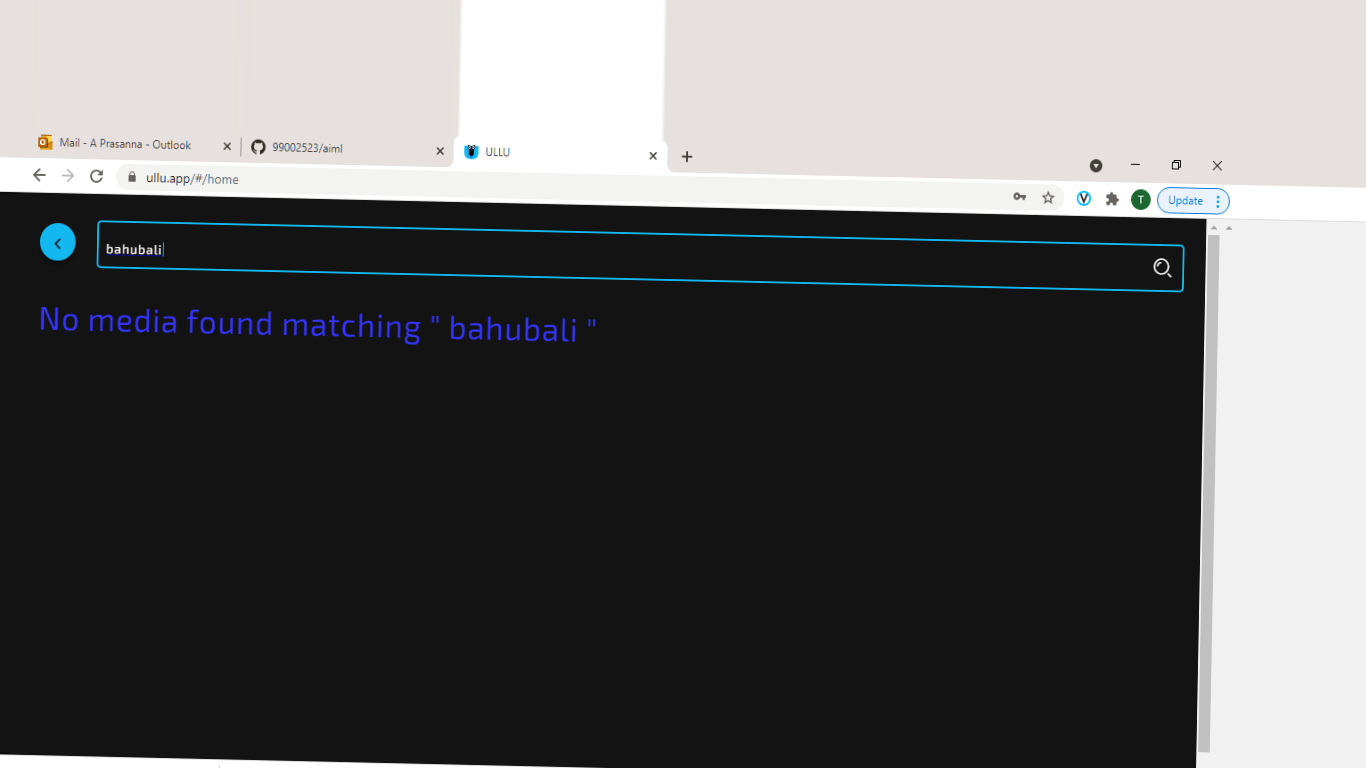 Mail - A Prasanna - Outlook
99002523/aiml
ULLU
ullu.app/#/home
T
Update
bahubali
No media found matching " bahubali "